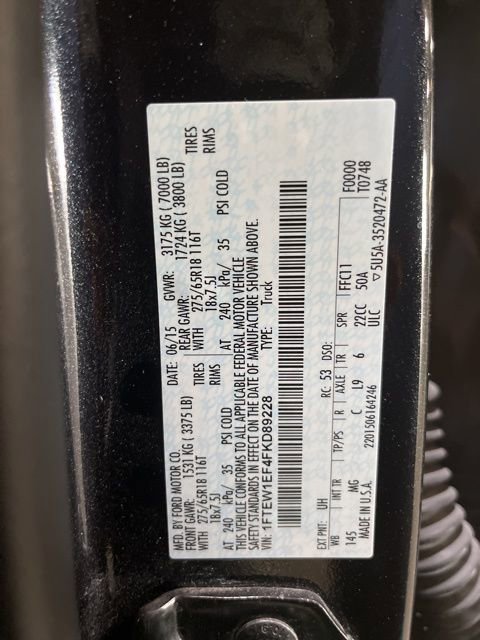 MFD. BY FORD MOTOR CO.
DATE: 06/15 GVWR: 3175 KG ( 7000 LB)
FRONT GAWR: 1531 KG ( 3375 LB) REAR GAWR: 1724 KG ( 3800 LB)
WITH 275/65R18 116T TIRES WITH 275/65R18 116T TIRES
18x7.5J RIMS 18x7.5J RIMS
AT 240 kPa/ 35 PSI COLD AT 240 kPa/ 35 PSI COLD
THIS VEHICLE CONFORMS TO ALL APPLICABLE FEDERAL MOTOR VEHICLE
SAFETY STANDARDS IN EFFECT ON THE DATE OF MANUFACTURE SHOWN ABOVE.
VIN: 1FTEW1EF4FKD89228 TYPE: Truck
EXT PNT: UH RC: 53 DSO: FFC11 F0000
WB INT TR TP/PS R AXLE TR SPR T0748
145 MG C L9 6 22CC 50A
MADE IN U.S.A. 2201506164246 ULC ▽5U5A-3520472-AA